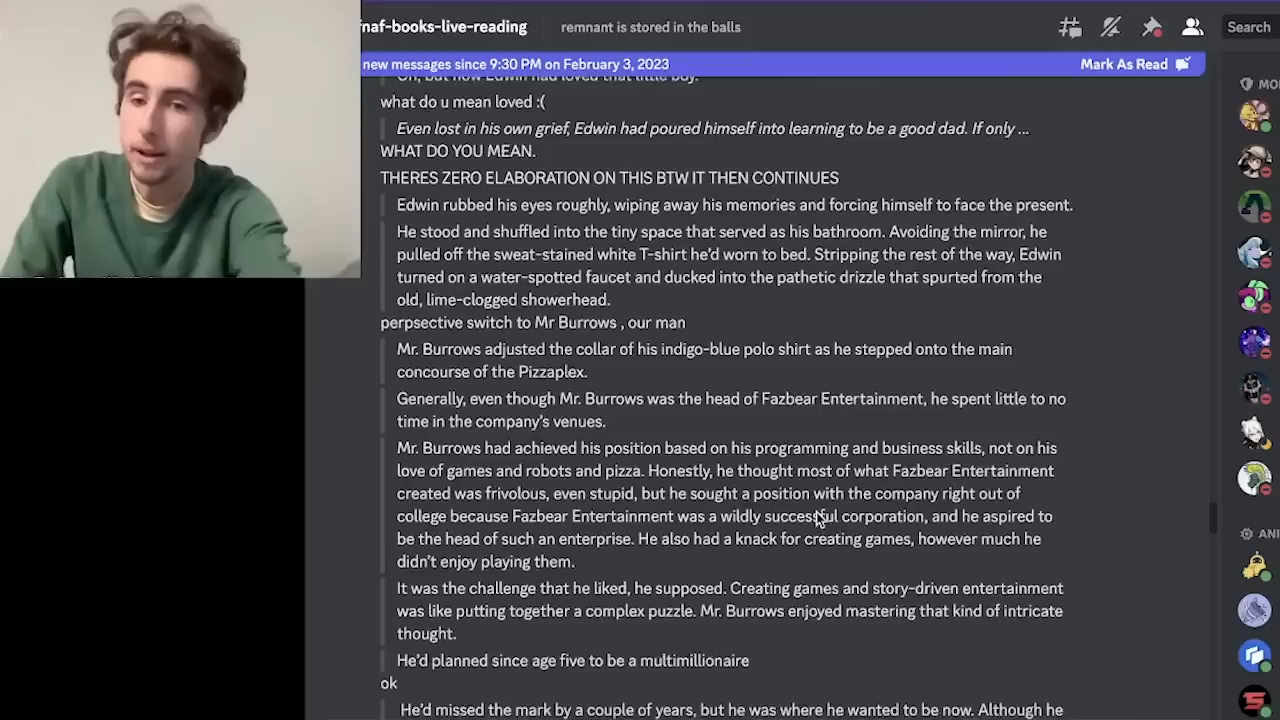 fnaf-books-live-reading
remnant is stored in the balls
Search
new messages since 9:30 PM on February 3, 2023
Mark As Read
Oh, but how Edwin had loved that little boy.
MO
what do u mean loved :(
Even lost in his own grief, Edwin had poured himself into learning to be a good dad. If only ...
WHAT DO YOU MEAN.
THERES ZERO ELABORATION ON THIS BTW IT THEN CONTINUES
Edwin rubbed his eyes roughly, wiping away his memories and forcing himself to face the present.
He stood and shuffled into the tiny space that served as his bathroom. Avoiding the mirror, he
pulled off the sweat-stained white T-shirt he'd worn to bed. Stripping the rest of the way, Edwin
turned on a water-spotted faucet and ducked into the pathetic drizzle that spurted from the
old, lime-clogged showerhead.
perpsective switch to Mr Burrows , our man
Mr. Burrows adjusted the collar of his indigo-blue polo shirt as he stepped onto the main
concourse of the Pizzaplex.
Generally, even though Mr. Burrows was the head of Fazbear Entertainment, he spent little to no
time in the company's venues.
Mr. Burrows had achieved his position based on his programming and business skills, not on his
love of games and robots and pizza. Honestly, he thought most of what Fazbear Entertainment
created was frivolous, even stupid, but he sought a position with the company right out of
college because Fazbear Entertainment was a wildly successful corporation, and he aspired to
be the head of such an enterprise. He also had a knack for creating games, however much he
didn't enjoy playing them.
ANI
It was the challenge that he liked, he supposed. Creating games and story-driven entertainment
was like putting together a complex puzzle. Mr. Burrows enjoyed mastering that kind of intricate
thought.
He'd planned since age five to be a multimillionaire
ok
He'd missed the mark by a couple of years, but he was where he wanted to be now. Although he